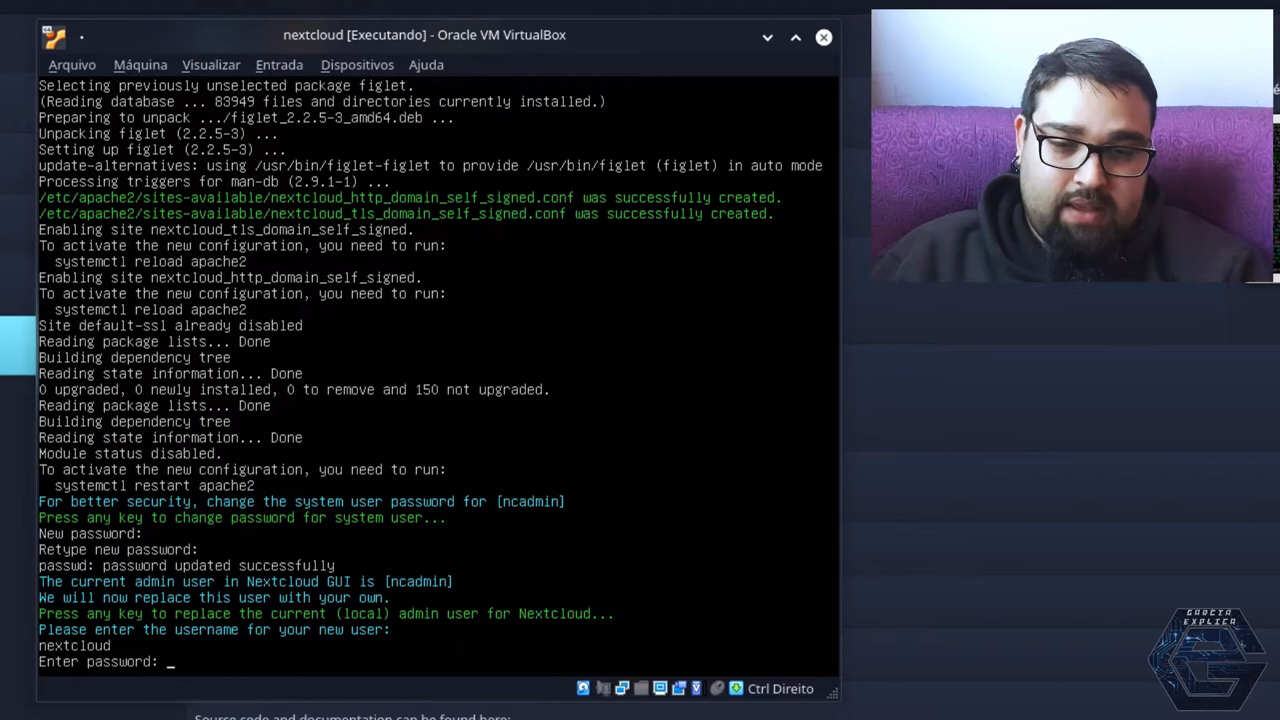 nextcloud [Executando] - Oracle VM VirtualBox
Arquivo Máquina Visualizar Entrada Dispositivos Ajuda
Selecting previously unselected package figlet.
(Reading database ... 83949 files and directories currently installed.)
Preparing to unpack .../figlet_2.2.5-3_amd64.deb ...
Unpacking figlet (2.2.5-3) ...
Setting up figlet (2.2.5-3) ...
update-alternatives: using /usr/bin/figlet-figlet to provide /usr/bin/figlet (figlet) in auto mode
Processing triggers for man-db (2.9.1-1) ...
/etc/apache2/sites-available/nextcloud_http_domain_self_signed.conf was successfully created.
/etc/apache2/sites-available/nextcloud_tls_domain_self_signed.conf was successfully created.
Enabling site nextcloud_tls_domain_self_signed.
To activate the new configuration, you need to run:
systemctl reload apache2
Enabling site nextcloud_http_domain_self_signed.
To activate the new configuration, you need to run:
systemctl reload apache2
Site default-ssl already disabled
Reading package lists... Done
Building dependency tree
Reading state information... Done
0 upgraded, 0 newly installed, 0 to remove and 150 not upgraded.
Reading package lists... Done
Building dependency tree
Reading state information... Done
Module status disabled.
To activate the new configuration, you need to run:
systemctl restart apache2
For better security, change the system user password for [ncadmin]
Press any key to change password for system user...
New password:
Retype new password:
passwd: password updated successfully
The current admin user in Nextcloud GUI is [ncadmin]
We will now replace this user with your own.
Press any key to replace the current (local) admin user for Nextcloud...
Please enter the username for your new user:
nextcloud
Enter password: _
Ctrl Direito
Source code and documentation can be found here:
GARCIA
EXPLICA